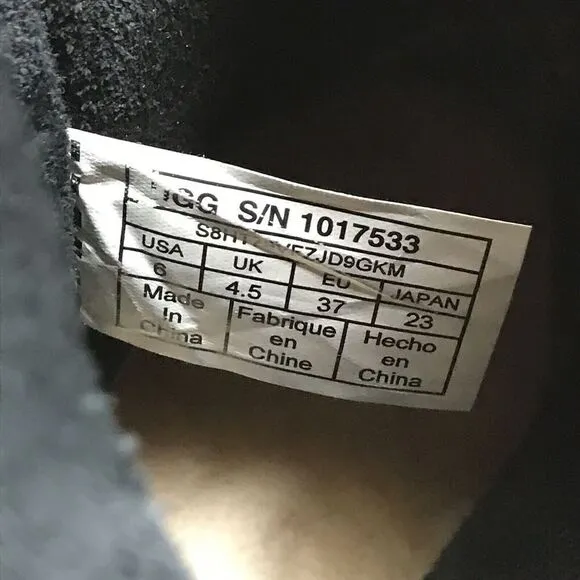 UGG S/N 1017533
USA UK EU JAPAN
6 4.5 37 23
Made In China
Fabrique en Chine
Hecho en China